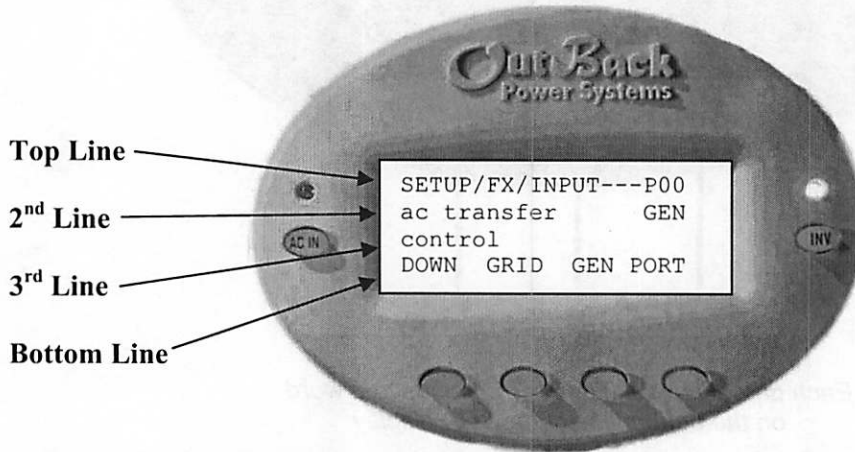 OutBack
Power Systems
Top Line
2nd Line
3rd Line
Bottom Line
AC IN
INV
SETUP/FX/INPUT---P00
ac transfer GEN
control
DOWN GRID GEN PORT